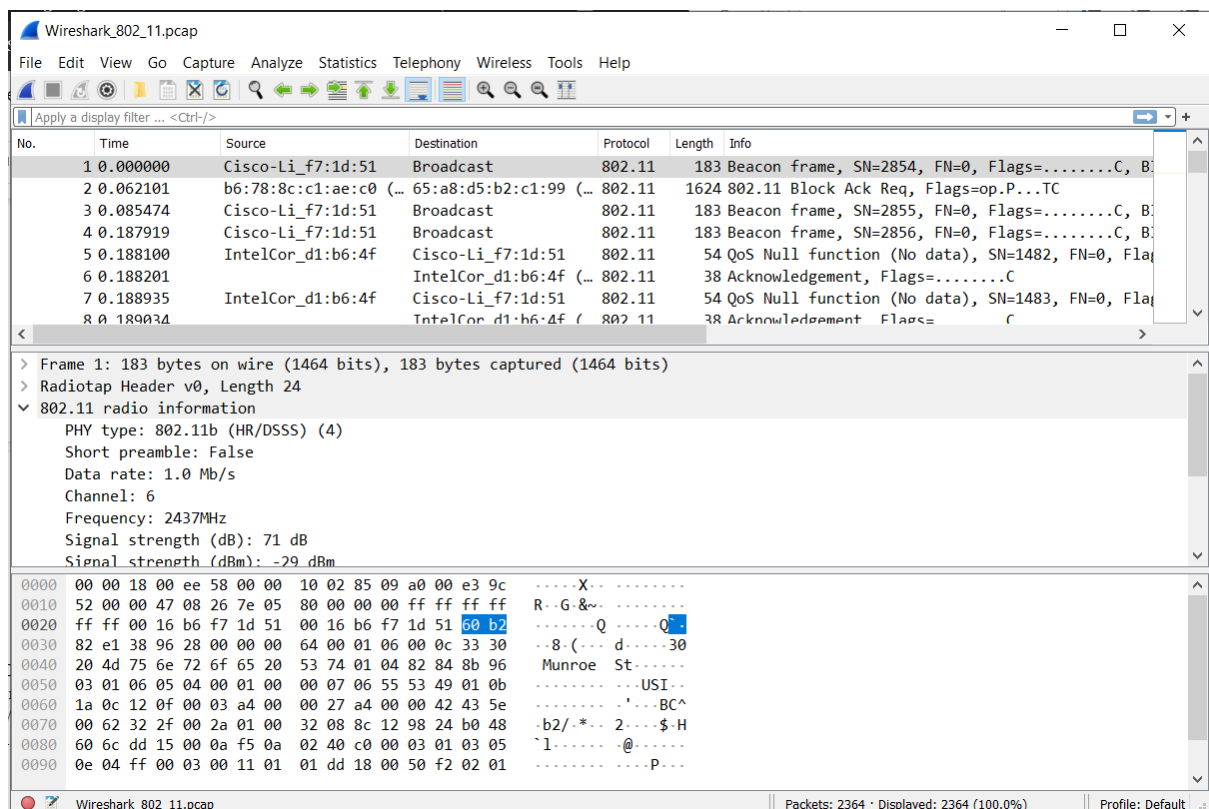 Wireshark_802_11.pcap
File Edit View Go Capture Analyze Statistics Telephony Wireless Tools Help
Apply a display filter ... <Ctrl-/>
No. Time Source Destination Protocol Length Info
1 0.000000 Cisco-Li_f7:1d:51 Broadcast 802.11 183 Beacon frame, SN=2854, FN=0, Flags=........C, B
2 0.062101 b6:78:8c:c1:ae:c0 (… 65:a8:d5:b2:c1:99 (… 802.11 1624 802.11 Block Ack Req, Flags=op.P...TC
3 0.085474 Cisco-Li_f7:1d:51 Broadcast 802.11 183 Beacon frame, SN=2855, FN=0, Flags=........C, B
4 0.187919 Cisco-Li_f7:1d:51 Broadcast 802.11 183 Beacon frame, SN=2856, FN=0, Flags=........C, B
5 0.188100 IntelCor_d1:b6:4f Cisco-Li_f7:1d:51 802.11 54 QoS Null function (No data), SN=1482, FN=0, Flag
6 0.188201 IntelCor_d1:b6:4f (… 802.11 38 Acknowledgement, Flags=........C
7 0.188935 IntelCor_d1:b6:4f Cisco-Li_f7:1d:51 802.11 54 QoS Null function (No data), SN=1483, FN=0, Flag
8 0.189034 IntelCor_d1:b6:4f ( 802.11 38 Acknowledgement, Flags=........C
Frame 1: 183 bytes on wire (1464 bits), 183 bytes captured (1464 bits)
Radiotap Header v0, Length 24
802.11 radio information
PHY type: 802.11b (HR/DSSS) (4)
Short preamble: False
Data rate: 1.0 Mb/s
Channel: 6
Frequency: 2437MHz
Signal strength (dB): 71 dB
Signal strength (dBm): -29 dBm
0000 00 00 18 00 ee 58 00 00 10 02 85 09 a0 00 e3 9c ·····X·· ········
0010 52 00 00 47 08 26 7e 05 80 00 00 00 ff ff ff ff R··G·&~· ········
0020 ff ff 00 16 b6 f7 1d 51 00 16 b6 f7 1d 51 60 b2 ·······Q ·····Q`·
0030 82 e1 38 96 28 00 00 00 64 00 01 06 00 0c 33 30 ··8·(··· d·····30
0040 20 4d 75 6e 72 6f 65 20 53 74 01 04 82 84 8b 96 Munroe St······
0050 03 01 06 05 04 00 01 00 00 07 06 55 53 49 01 0b ········ ···USI··
0060 1a 0c 12 0f 00 03 a4 00 00 27 a4 00 00 42 43 5e ········ ·'···BC^
0070 00 62 32 2f 00 2a 01 00 32 08 8c 12 98 24 b0 48 ·b2/·*·· 2····$·H
0080 60 6c dd 15 00 0a f5 0a 02 40 c0 00 03 01 03 05 `l······ ·@······
0090 0e 04 ff 00 03 00 11 01 01 dd 18 00 50 f2 02 01 ········ ····P···
Wireshark_802_11.pcap
Packets: 2364 · Displayed: 2364 (100.0%)
Profile: Default